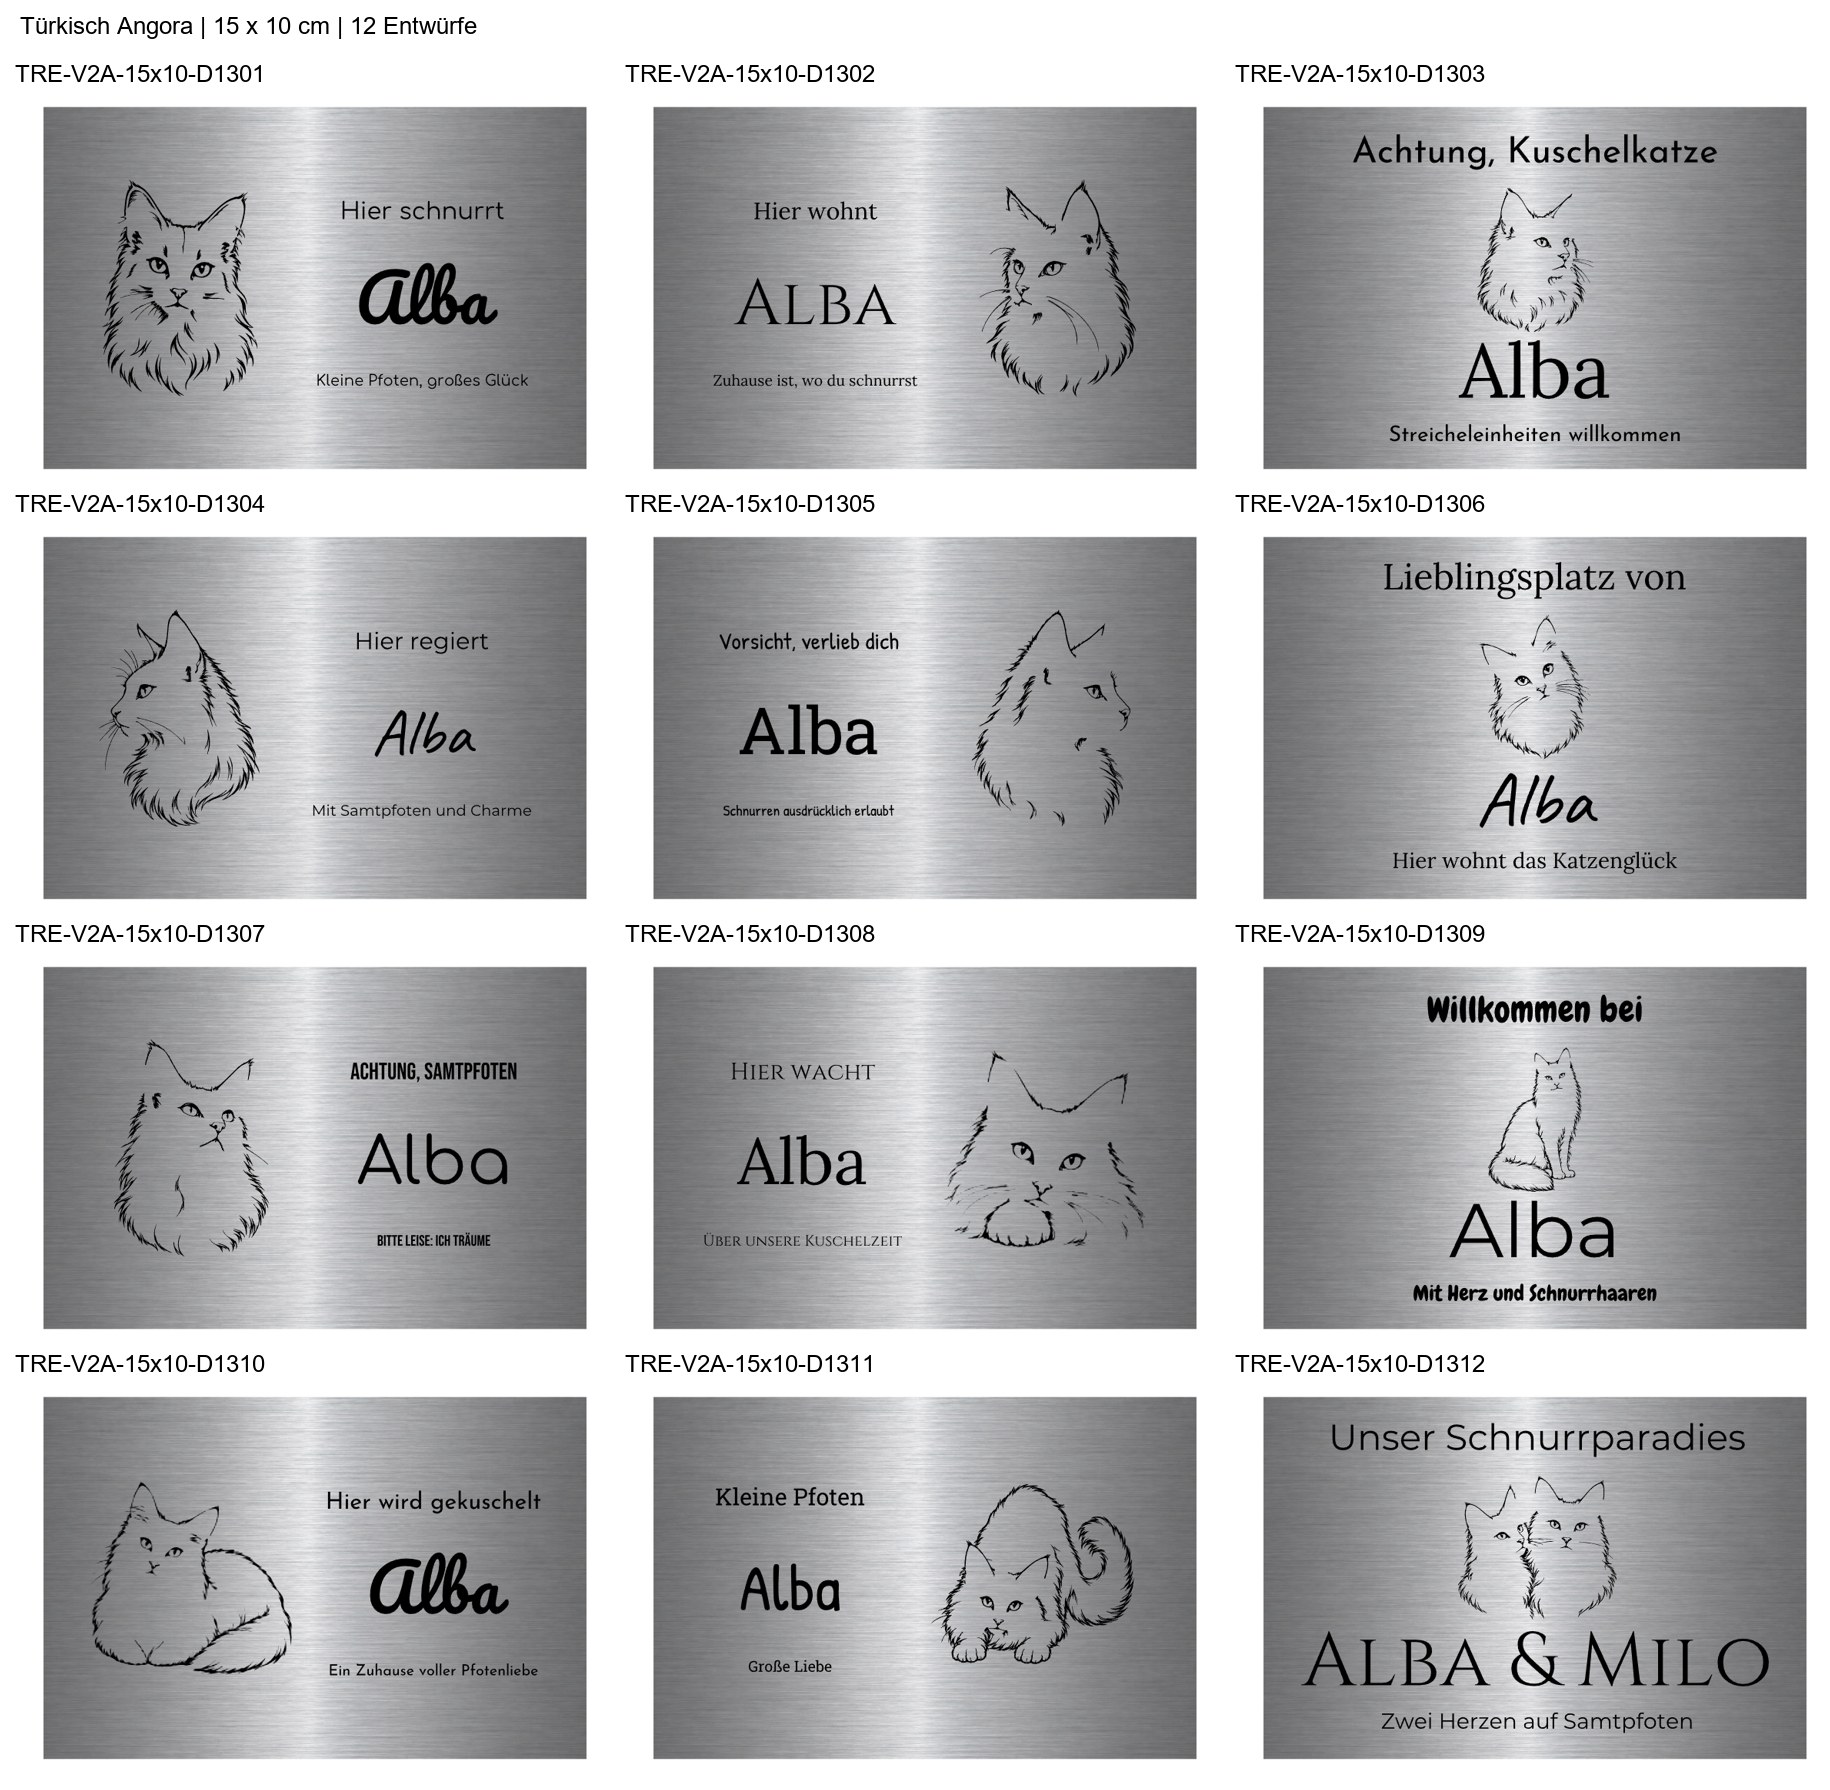 Türkisch Angora | 15 x 10 cm | 12 Entwürfe
TRE-V2A-15x10-D1301
Hier schnurrt
Alba
Kleine Pfoten, großes Glück
TRE-V2A-15x10-D1302
Hier wohnt
ALBA
Zuhause ist, wo du schnurrst
TRE-V2A-15x10-D1303
Achtung, Kuschelkatze
Alba
Streicheleinheiten willkommen
TRE-V2A-15x10-D1304
Hier regiert
Alba
Mit Samtpfoten und Charme
TRE-V2A-15x10-D1305
Vorsicht, verlieb dich
Alba
Schnurren ausdrücklich erlaubt
TRE-V2A-15x10-D1306
Lieblingsplatz von
Alba
Hier wohnt das Katzenglück
TRE-V2A-15x10-D1307
ACHTUNG, SAMTPFOTEN
Alba
BITTE LEISE: ICH TRÄUME
TRE-V2A-15x10-D1308
HIER WACHT
Alba
ÜBER UNSERE KUSCHELZEIT
TRE-V2A-15x10-D1309
Willkommen bei
Alba
Mit Herz und Schnurrhaaren
TRE-V2A-15x10-D1310
Hier wird gekuschelt
Alba
Ein Zuhause voller Pfotenliebe
TRE-V2A-15x10-D1311
Kleine Pfoten
Alba
Große Liebe
TRE-V2A-15x10-D1312
Unser Schnurrparadies
ALBA & MILO
Zwei Herzen auf Samtpfoten